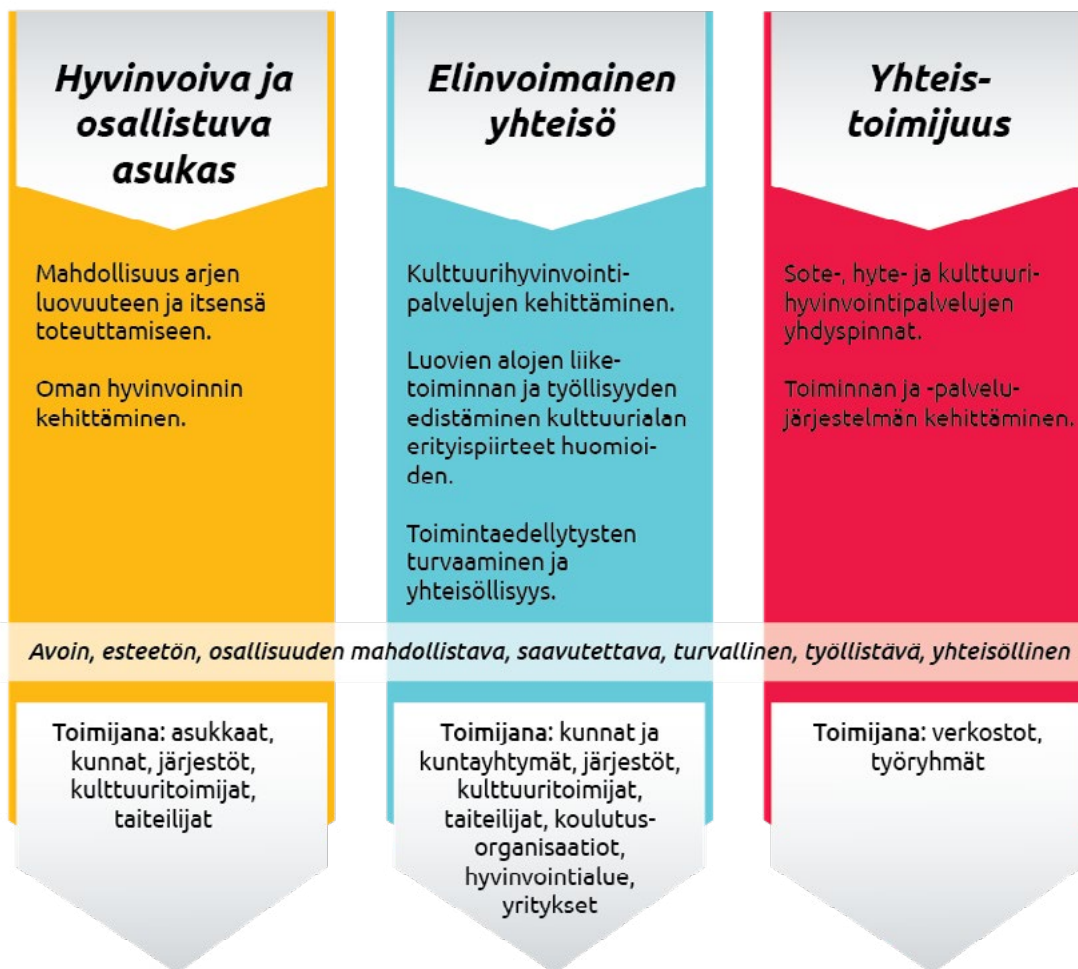 Hyvinvoiva ja
osallistuva
asukas
Mahdollisuus arjen
luovuuteen ja itsensä
toteuttamiseen.
Oman hyvinvoinnin
kehittäminen.
Elinvoimainen
yhteisö
Kulttuurihyvinvointi-
palvelujen kehittäminen.
Luovien alojen liike-
toiminnan ja työllisyyden
edistäminen kulttuurialan
erityispiirteet huomioi-
den.
Toimintaedellytysten
turvaaminen ja
yhteisöllisyys.
Yhteis-
toimijuus
Sote-, hyte- ja kulttuuri-
hyvinvointipalvelujen
yhdyspinnat.
Toiminnan ja -palvelu-
järjestelmän kehittäminen.
Avoin, esteetön, osallisuuden mahdollistava, saavutettava, turvallinen, työllistävä, yhteisöllinen
Toimijana: asukkaat,
kunnat, järjestöt,
kulttuuritoimijat,
taiteilijat
Toimijana: kunnat ja
kuntayhtymät, järjestöt,
kulttuuritoimijat,
taiteilijat, koulutus-
organisaatiot,
hyvinvointialue,
yritykset
Toimijana: verkostot,
työryhmät